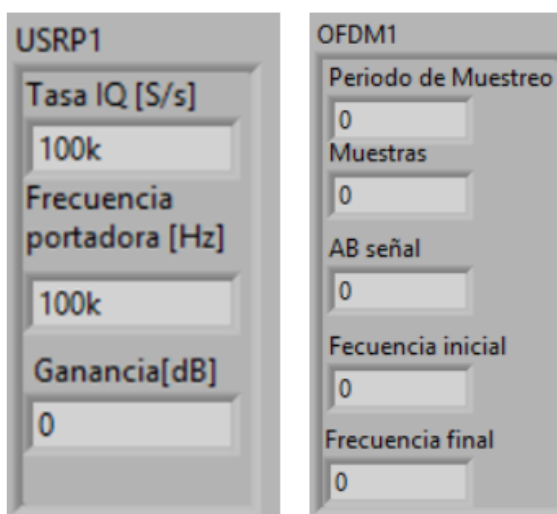 USRP1
Tasa IQ [S/s]
100k
Frecuencia
portadora [Hz]
100k
Ganancia[dB]
0
OFDM1
Periodo de Muestreo
0
Muestras
0
AB señal
0
Fecuencia inicial
0
Frecuencia final
0